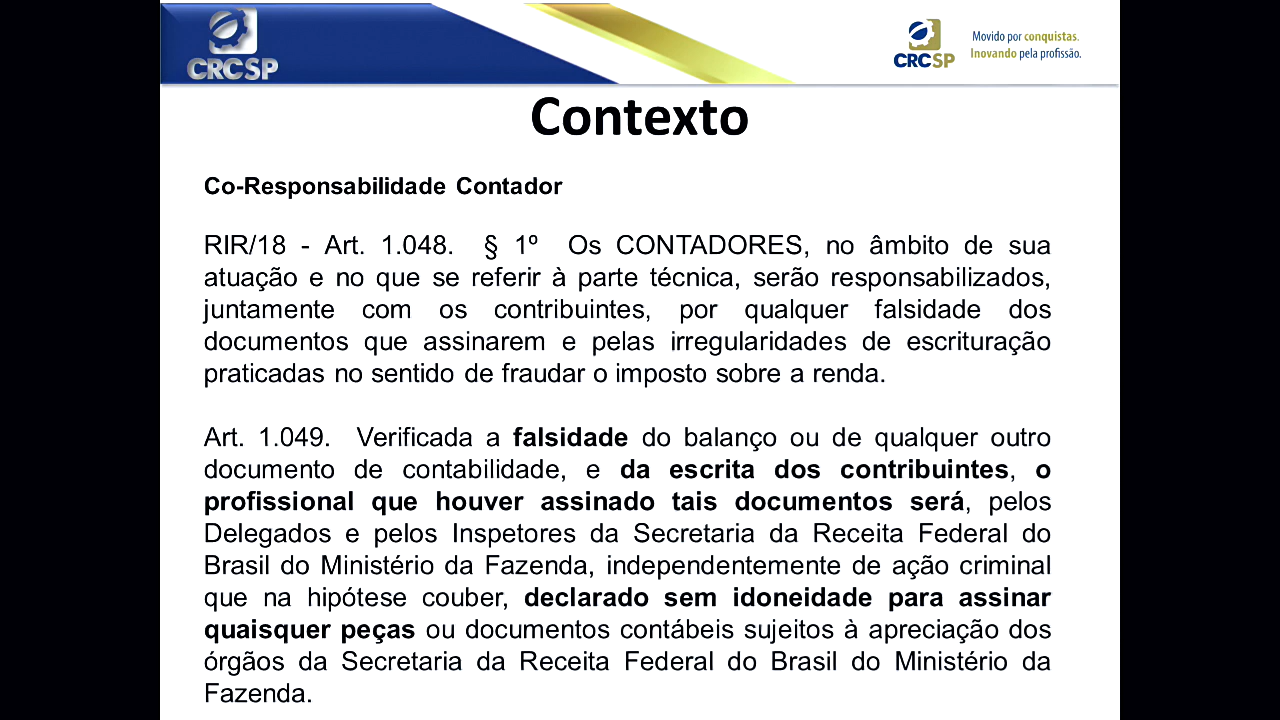 CRCSP
CRCSP
Movido por conquistas.
Inovando pela profissão.
Contexto
Co-Responsabilidade Contador
RIR/18 - Art. 1.048. § 1º Os CONTADORES, no âmbito de sua
atuação e no que se referir à parte técnica, serão responsabilizados,
juntamente com os contribuintes, por qualquer falsidade dos
documentos que assinarem e pelas irregularidades de escrituração
praticadas no sentido de fraudar o imposto sobre a renda.
Art. 1.049. Verificada a falsidade do balanço ou de qualquer outro
documento de contabilidade, e da escrita dos contribuintes, o
profissional que houver assinado tais documentos será, pelos
Delegados e pelos Inspetores da Secretaria da Receita Federal do
Brasil do Ministério da Fazenda, independentemente de ação criminal
que na hipótese couber, declarado sem idoneidade para assinar
quaisquer peças ou documentos contábeis sujeitos à apreciação dos
órgãos da Secretaria da Receita Federal do Brasil do Ministério da
Fazenda.